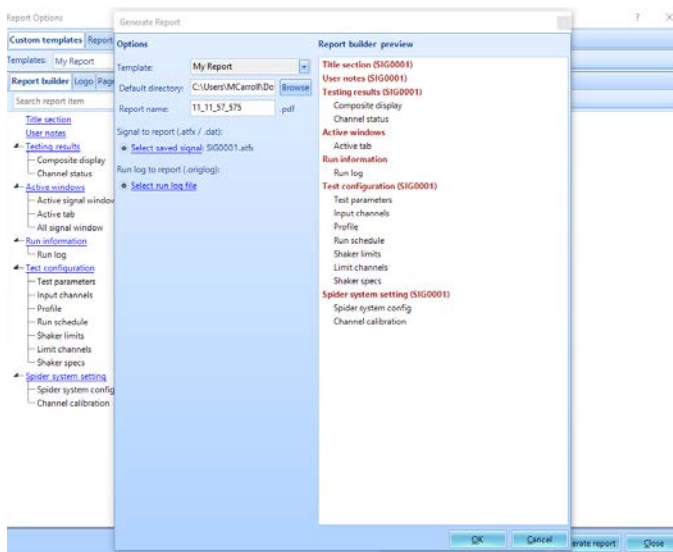 Report Options
Generate Report
?
Custom templates Report
Templates: My Report
Report builder Logo Page
Search report item
Title section
User notes
Testing results
Composite display
Channel status
Active windows
Active signal window
Active tab
All signal window
Run information
Run log
Test configuration
Test parameters
Input channels
Profile
Run schedule
Shaker limits
Limit channels
Shaker specs
Spider system setting
Spider system config
Channel calibration
Options
Template: My Report
Default directory: C:\Users\MCarroll\Do Browse
Report name: 11_11_57_575 .pdf
Signal to report (.atfx / .dat):
Select saved signal: SIG0001.atfx
Run log to report (.origlog):
Select run log file
Report builder preview
Title section (SIG0001)
User notes (SIG0001)
Testing results (SIG0001)
Composite display
Channel status
Active windows
Active tab
Run information
Run log
Test configuration (SIG0001)
Test parameters
Input channels
Profile
Run schedule
Shaker limits
Limit channels
Shaker specs
Spider system setting (SIG0001)
Spider system config
Channel calibration
OK Cancel
erate report Close